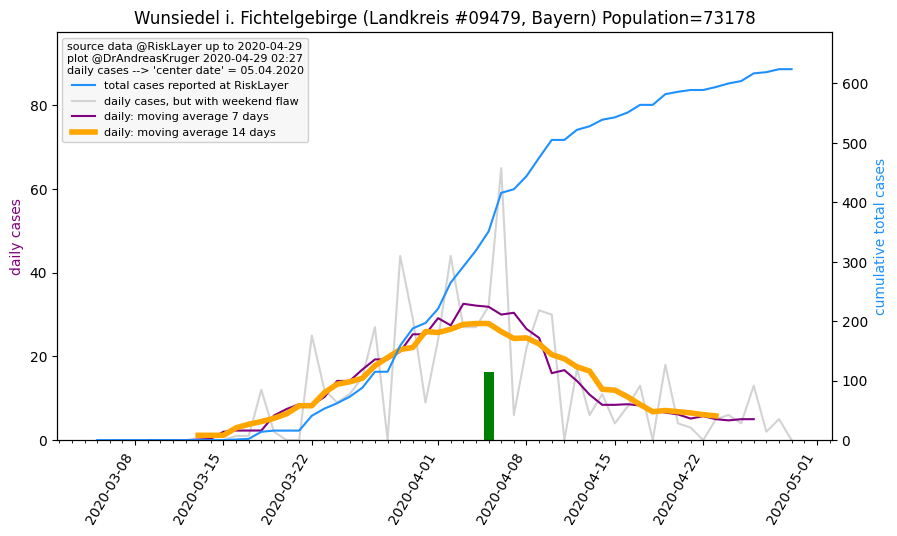 Wunsiedel i. Fichtelgebirge (Landkreis #09479, Bayern) Population=73178
source data @RiskLayer up to 2020-04-29
plot @DrAndreasKruger 2020-04-29 02:27
daily cases --> 'center date' = 05.04.2020
total cases reported at RiskLayer
daily cases, but with weekend flaw
daily: moving average 7 days
daily: moving average 14 days
daily cases
80
60
40
20
0
cumulative total cases
600
500
400
300
200
100
0
2020-03-08
2020-03-15
2020-03-22
2020-04-01
2020-04-08
2020-04-15
2020-04-22
2020-05-01